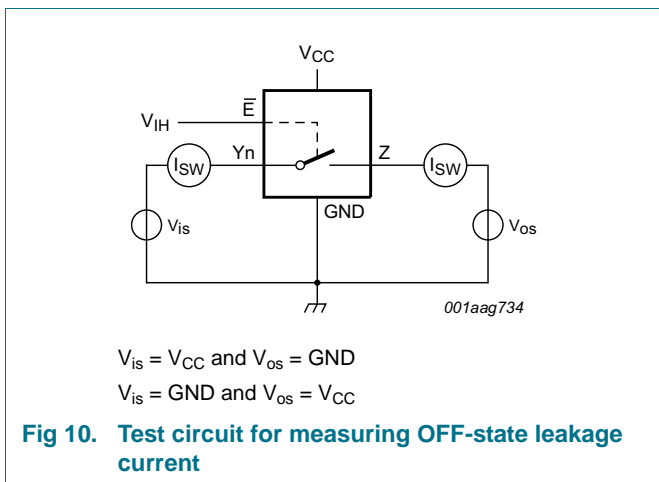 VCC
E̅
VIH
Yn
Z
ISW
ISW
GND
Vis
Vos
001aag734
Vis = VCC and Vos = GND
Vis = GND and Vos = VCC
Fig 10. Test circuit for measuring OFF-state leakage
current